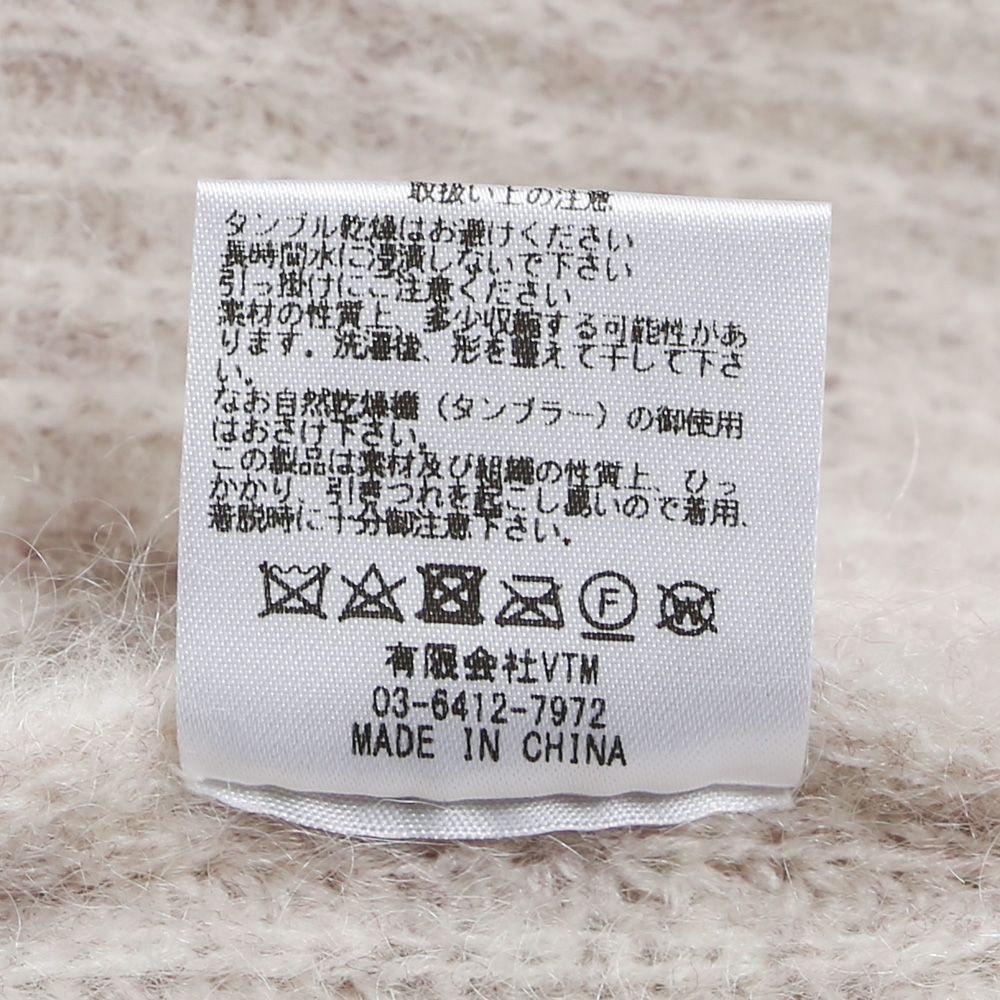 取扱い上の注意
タンブル乾燥はお避けください
長時間水に浸漬しないで下さい
引っ掛けにご注意ください
素材の性質上、多少収縮する可能性があ
ります。洗濯後、形を整えて干して下さ
い。
なお自然乾燥機（タンブラー）の御使用
はおさけ下さい。
この製品は素材及び組織の性質上、ひっ
かかり、引きつれを起こし易いので着用、
着脱時に十分御注意下さい。
F W
有限会社VTM
03-6412-7972
MADE IN CHINA